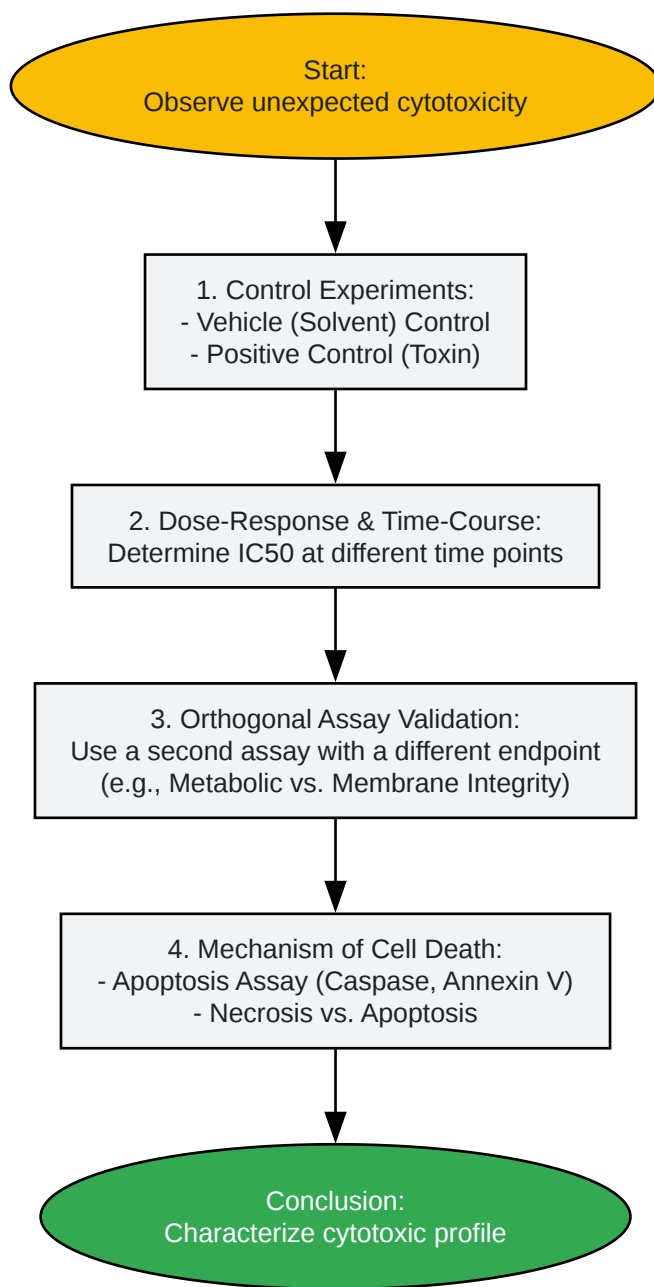 Start:
Observe unexpected cytotoxicity
1. Control Experiments:
- Vehicle (Solvent) Control
- Positive Control (Toxin)
2. Dose-Response & Time-Course:
Determine IC50 at different time points
3. Orthogonal Assay Validation:
Use a second assay with a different endpoint
(e.g., Metabolic vs. Membrane Integrity)
4. Mechanism of Cell Death:
- Apoptosis Assay (Caspase, Annexin V)
- Necrosis vs. Apoptosis
Conclusion:
Characterize cytotoxic profile